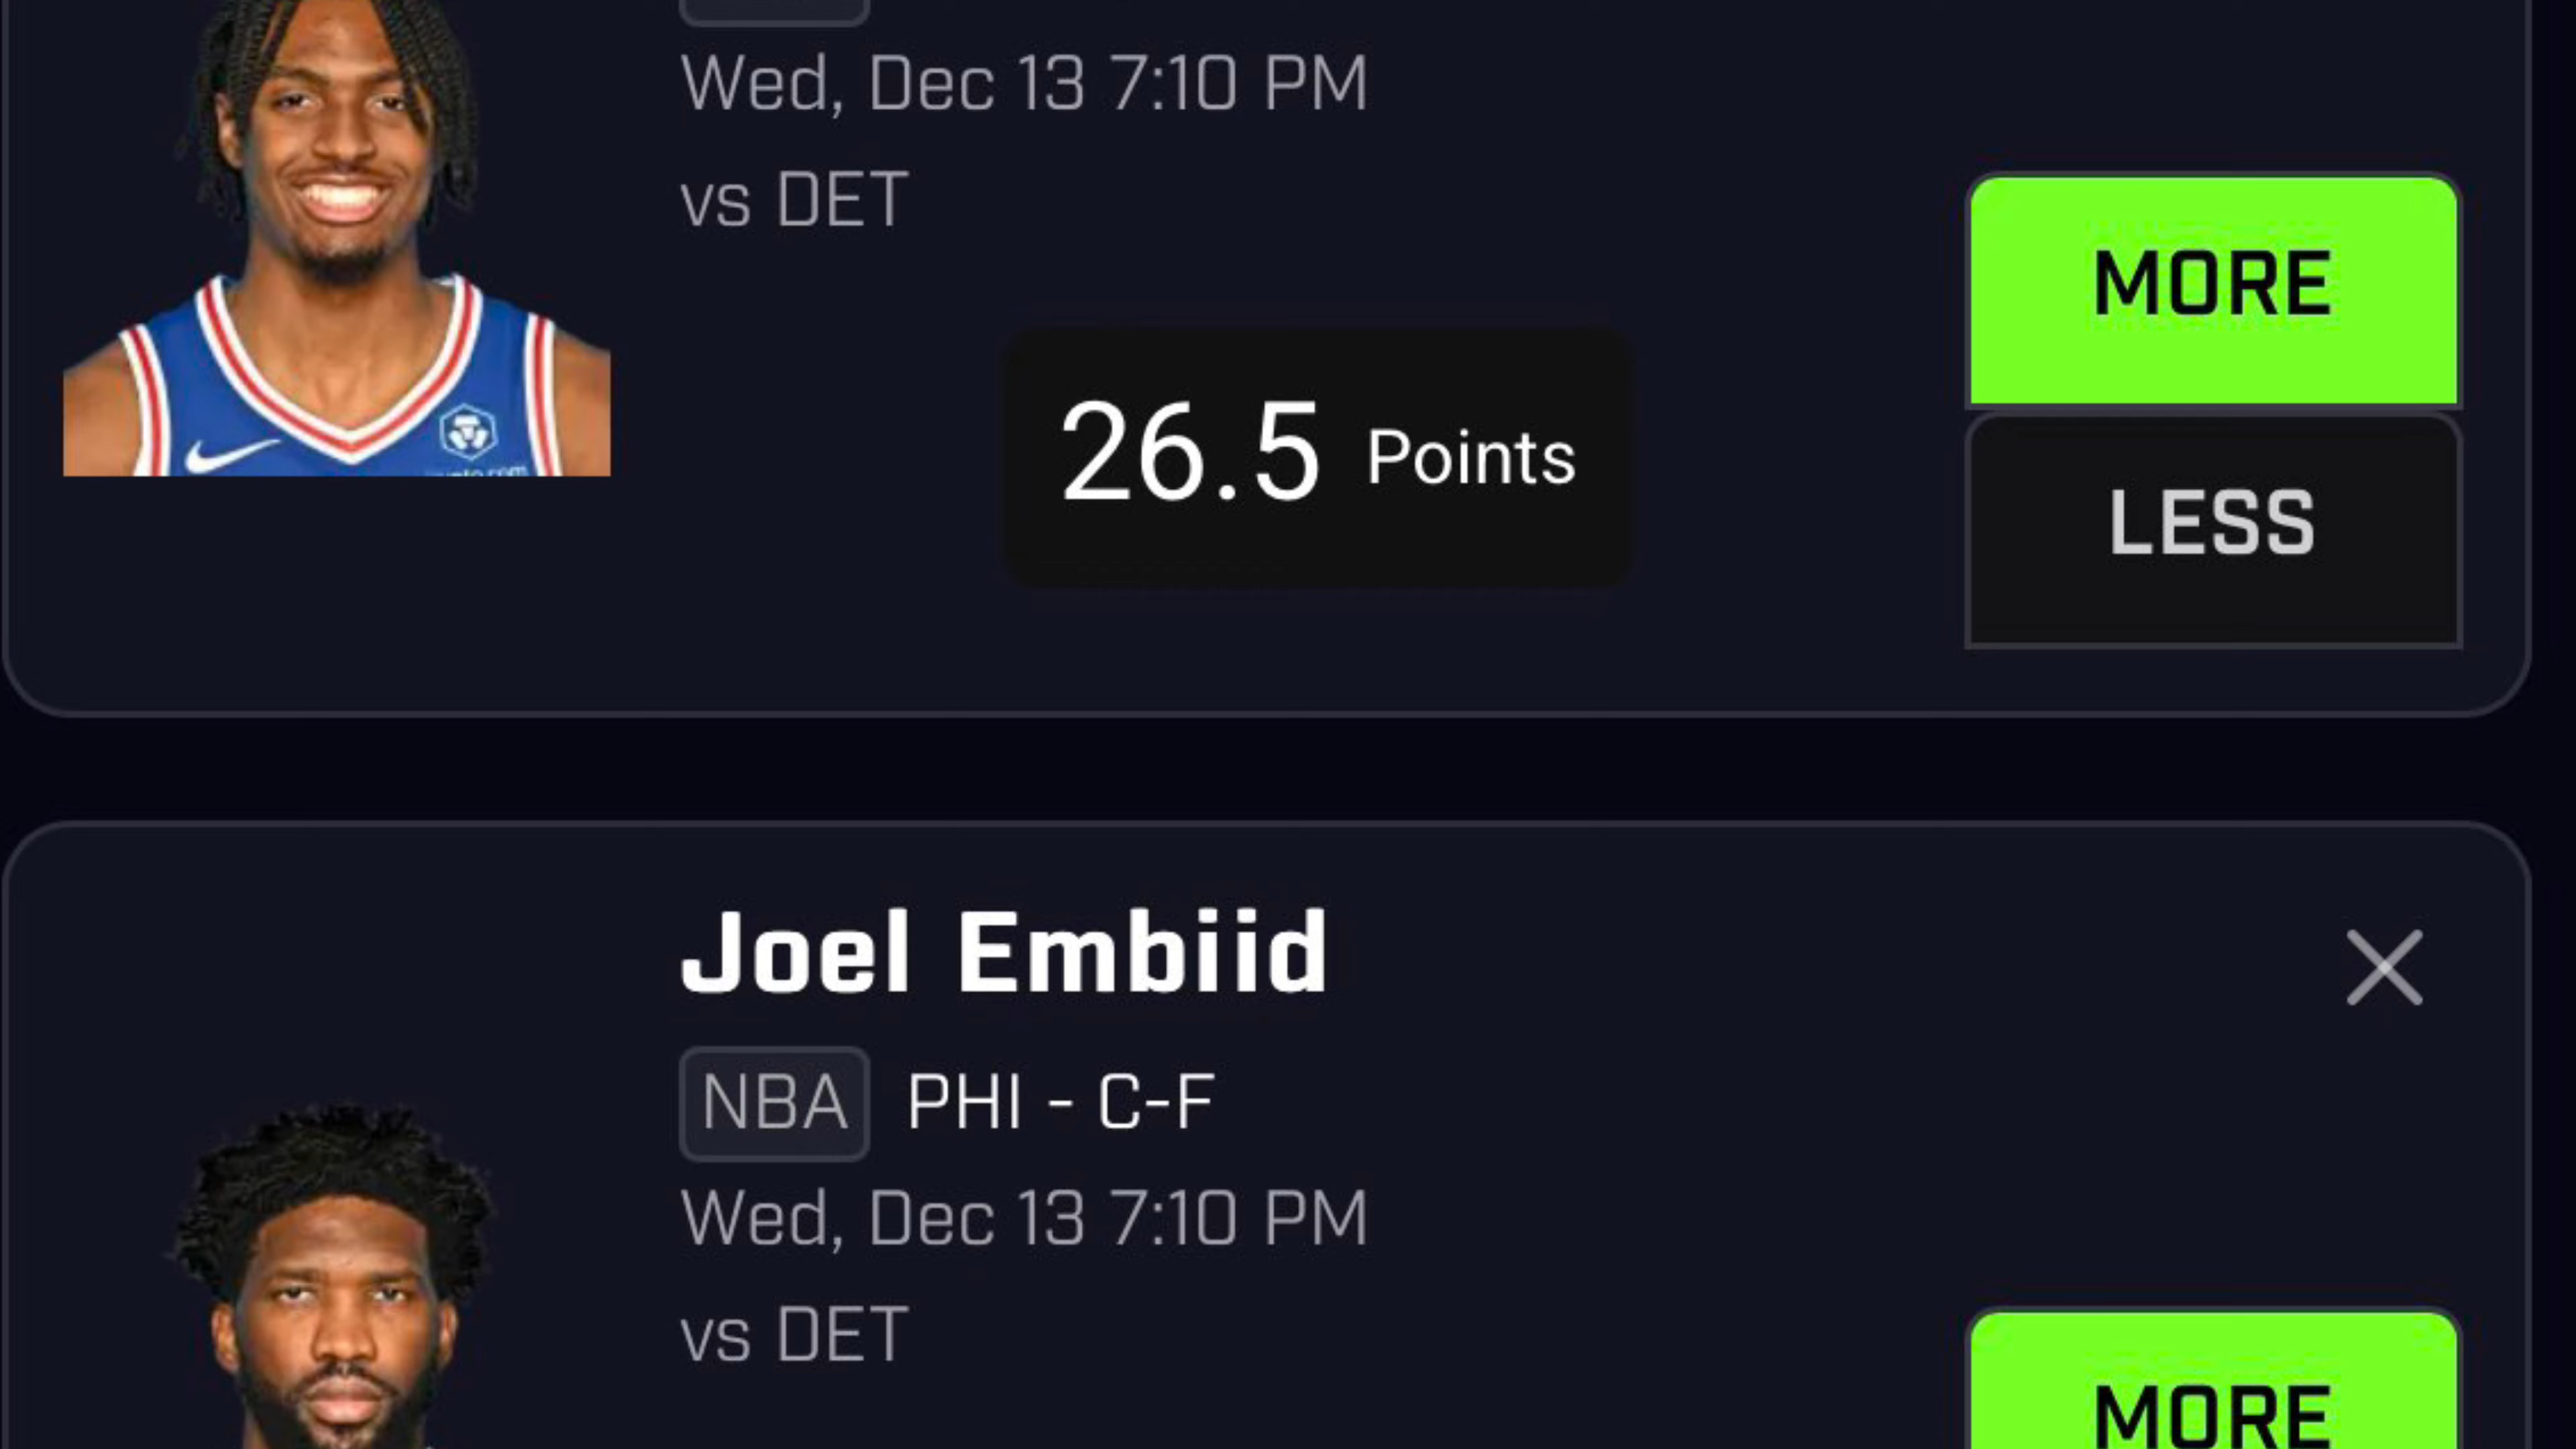 Wed, Dec 13 7:10 PM
vs DET
MORE
26.5 Points
LESS
Joel Embiid
NBA PHI - C-F
Wed, Dec 13 7:10 PM
vs DET
MORE